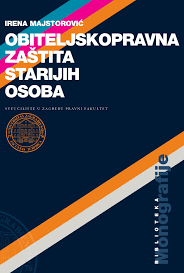 IRENA MAJSTOROVIĆ
OBITELJSKOPRAVNA
ZAŠTITA
STARIJIH
OSOBA
SVEUČILIŠTE U ZAGREBU PRAVNI FAKULTET
BIBLIOTEKA
Monografije